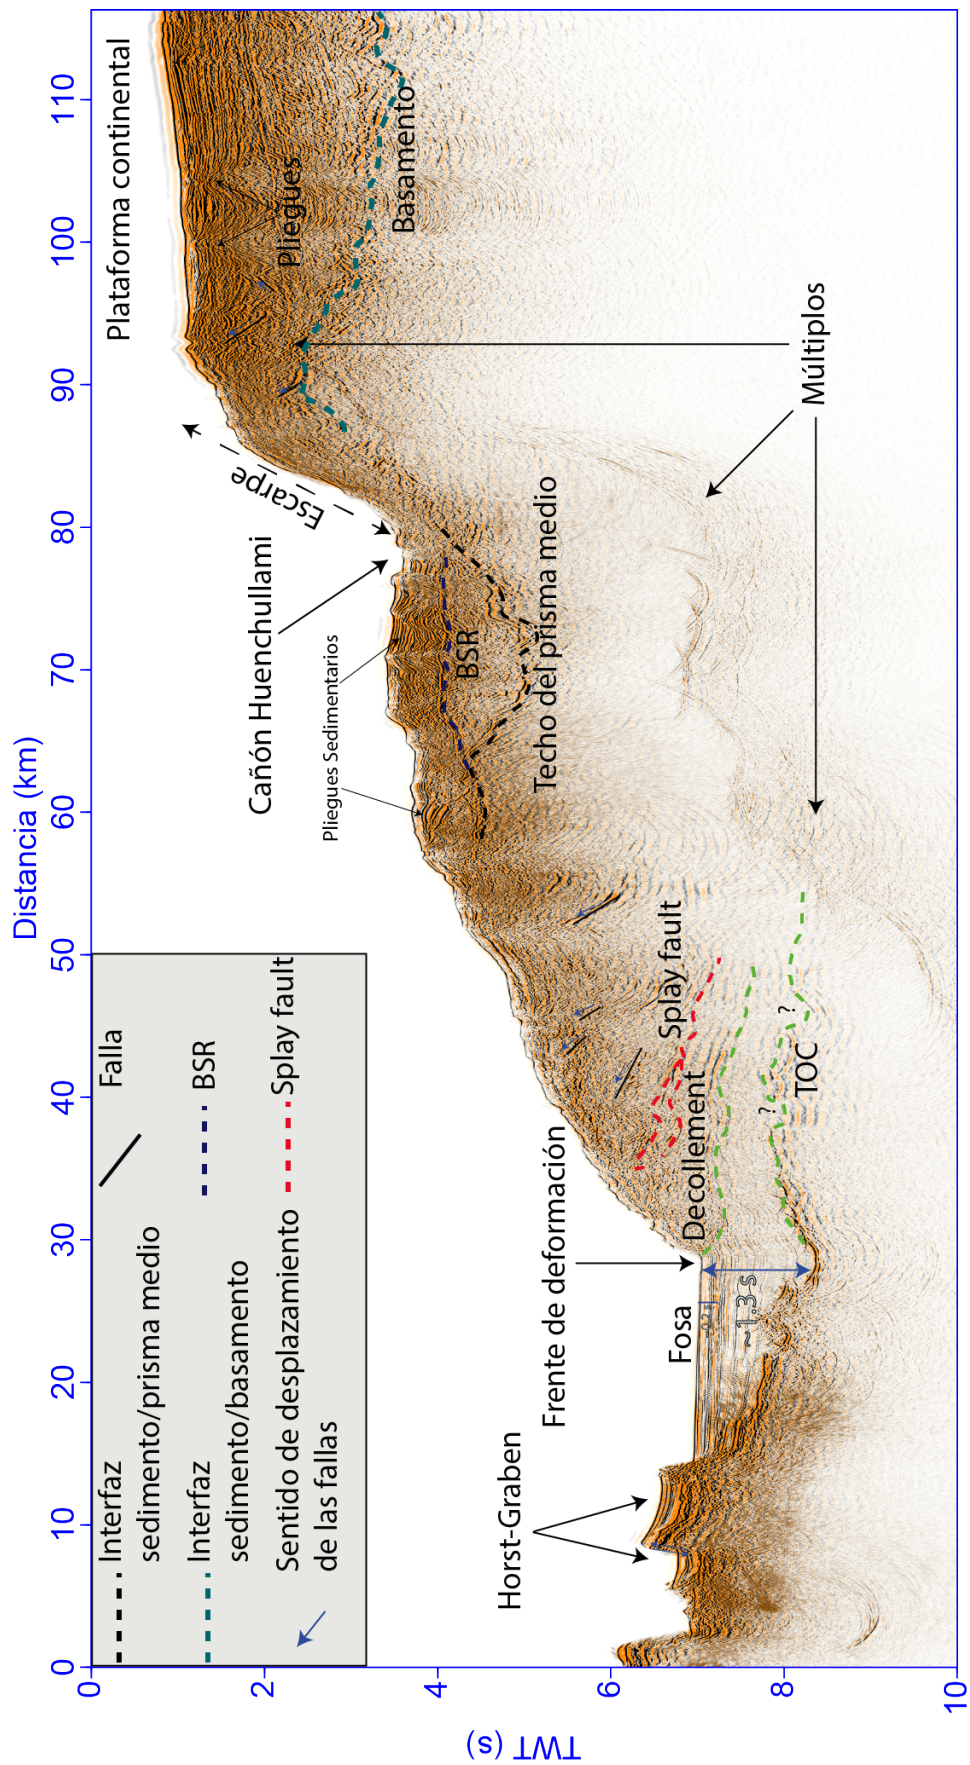 Distancia (km)
0
10
20
30
40
50
60
70
80
90
100
110
TWT (s)
0
2
4
6
8
10
Interfaz
sedimento/prisma medio
Falla
Interfaz
sedimento/basamento
BSR
Sentido de desplazamiento
de las fallas
Splay fault
Plataforma continental
Pliegues
Basamento
Escarpe
Cañón Huenchullami
Pliegues Sedimentarios
BSR
Techo del prisma medio
Múltiplos
Splay fault
Decollement
?
?
TOC
Frente de deformación
Fosa
0.2 s
~1.3 s
Horst-Graben